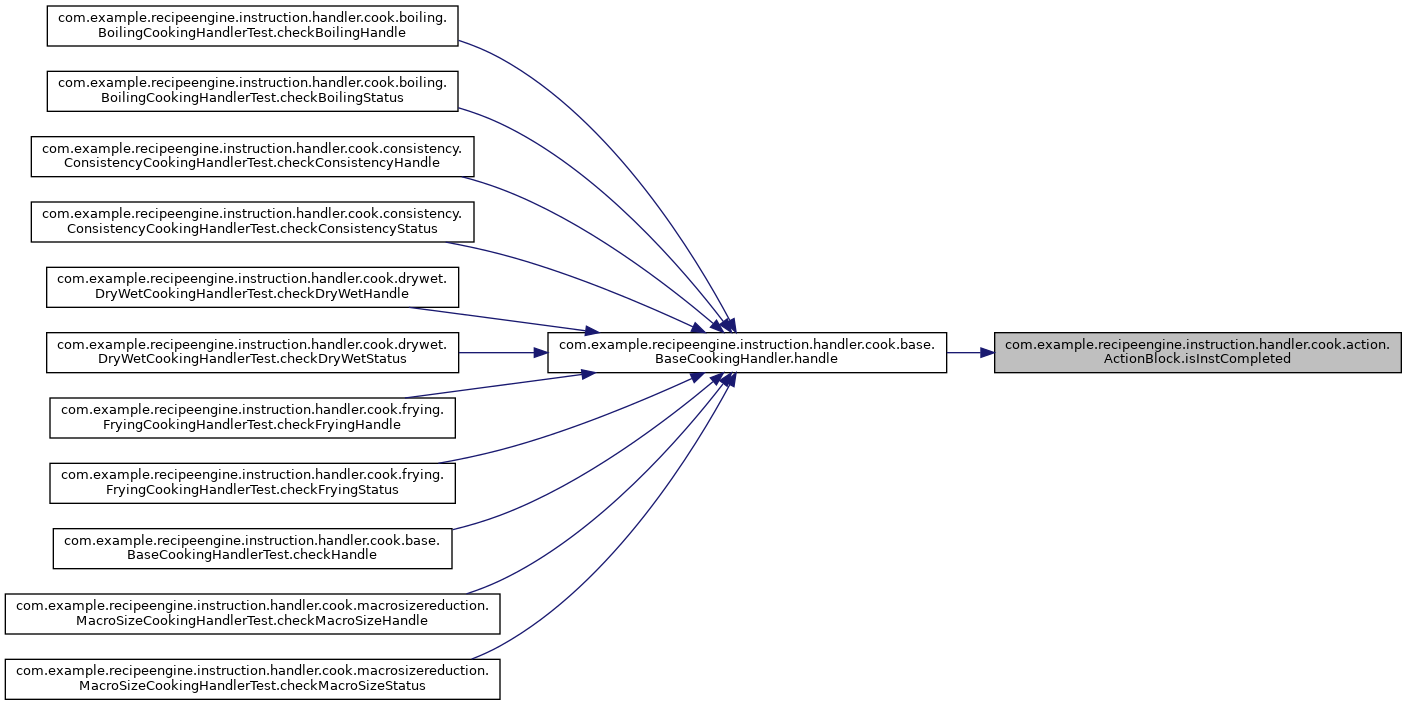 com.example.recipeengine.instruction.handler.cook.boiling.
BoilingCookingHandlerTest.checkBoilingHandle
com.example.recipeengine.instruction.handler.cook.boiling.
BoilingCookingHandlerTest.checkBoilingStatus
com.example.recipeengine.instruction.handler.cook.consistency.
ConsistencyCookingHandlerTest.checkConsistencyHandle
com.example.recipeengine.instruction.handler.cook.consistency.
ConsistencyCookingHandlerTest.checkConsistencyStatus
com.example.recipeengine.instruction.handler.cook.drywet.
DryWetCookingHandlerTest.checkDryWetHandle
com.example.recipeengine.instruction.handler.cook.drywet.
DryWetCookingHandlerTest.checkDryWetStatus
com.example.recipeengine.instruction.handler.cook.frying.
FryingCookingHandlerTest.checkFryingHandle
com.example.recipeengine.instruction.handler.cook.frying.
FryingCookingHandlerTest.checkFryingStatus
com.example.recipeengine.instruction.handler.cook.base.
BaseCookingHandlerTest.checkHandle
com.example.recipeengine.instruction.handler.cook.macrosizereduction.
MacroSizeCookingHandlerTest.checkMacroSizeHandle
com.example.recipeengine.instruction.handler.cook.macrosizereduction.
MacroSizeCookingHandlerTest.checkMacroSizeStatus
com.example.recipeengine.instruction.handler.cook.base.
BaseCookingHandler.handle
com.example.recipeengine.instruction.handler.cook.action.
ActionBlock.isInstCompleted